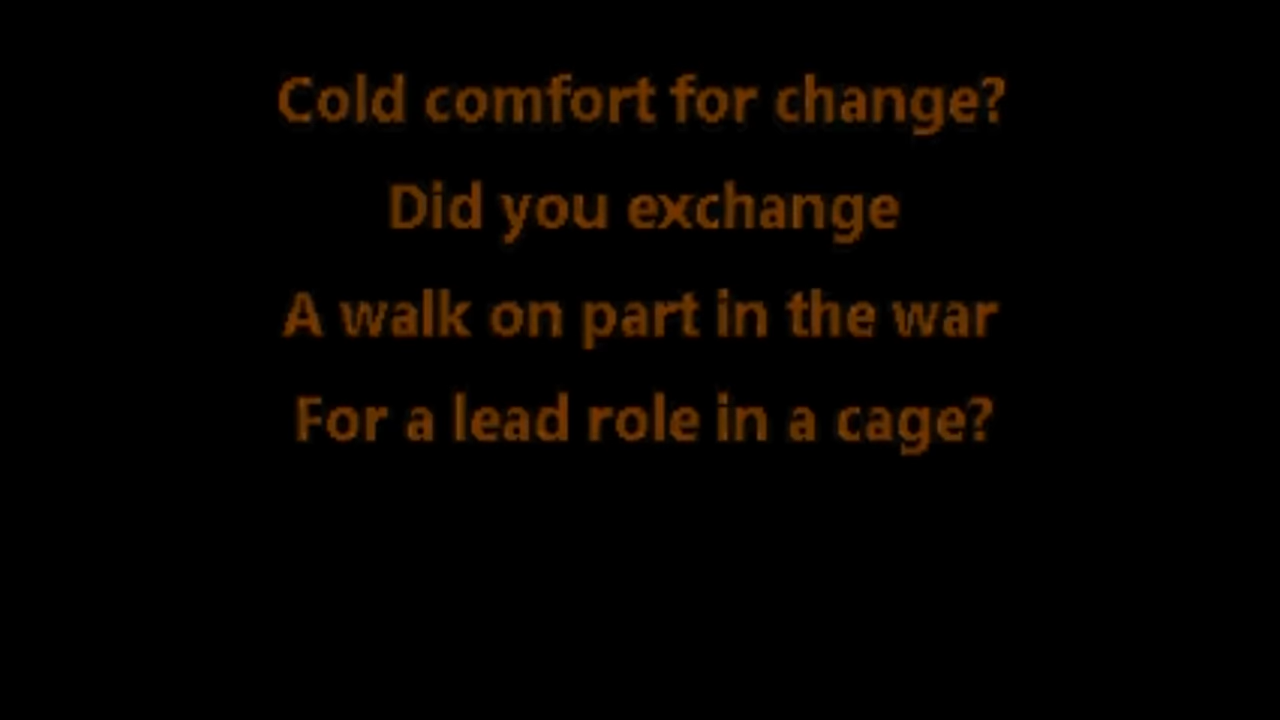 Cold comfort for change?
Did you exchange
A walk on part in the war
For a lead role in a cage?